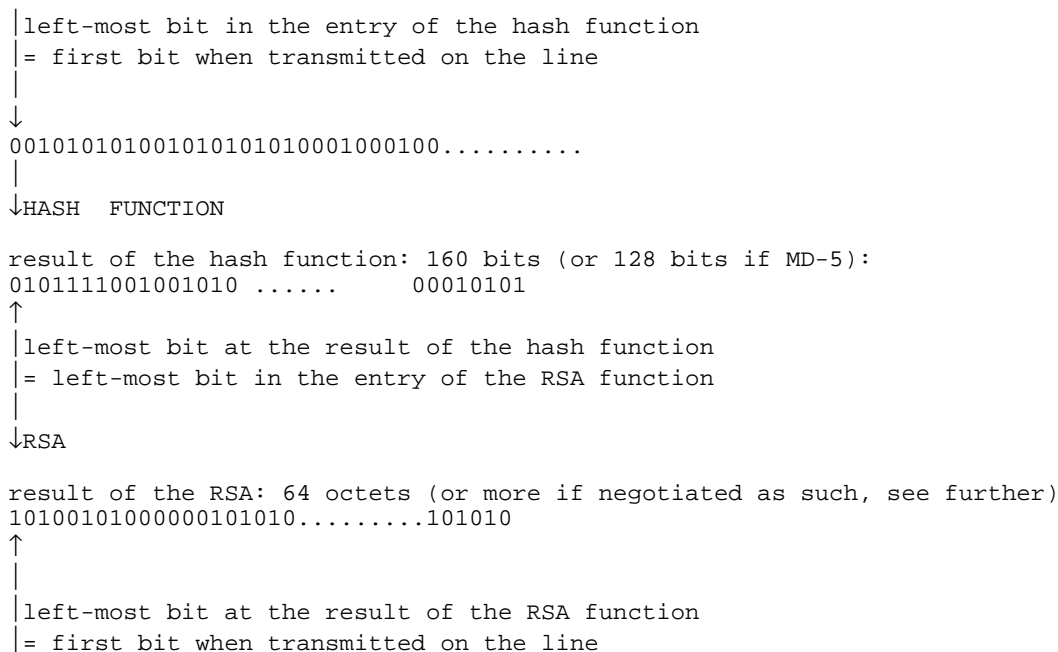 |left-most bit in the entry of the hash function
|= first bit when transmitted on the line
|
↓
0010101010010101010100010001000..........
|
↓HASH FUNCTION
result of the hash function: 160 bits (or 128 bits if MD-5):
0101111001001010 ...... 00010101
↑
|left-most bit at the result of the hash function
|= left-most bit in the entry of the RSA function
|
↓RSA
result of the RSA: 64 octets (or more if negotiated as such, see further)
10100101000000101010.........101010
↑
|
|left-most bit at the result of the RSA function
|= first bit when transmitted on the line